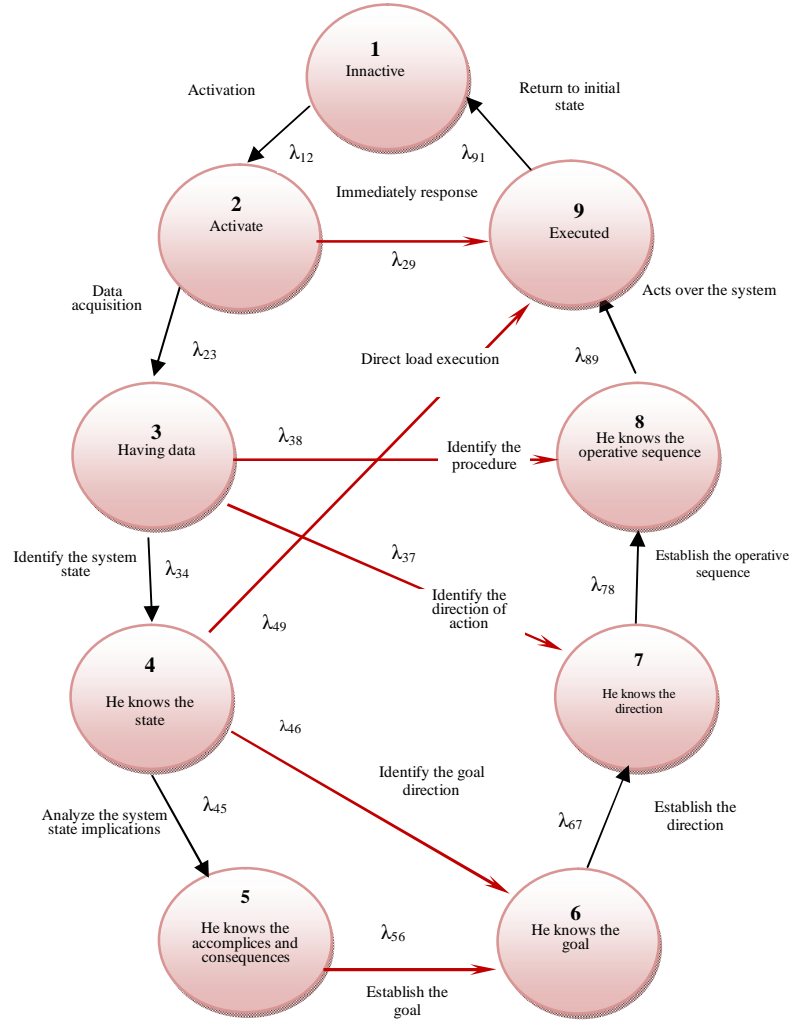 1
Innactive
Activation
Return to initial
state
λ12
λ91
Immediately response
2
Activate
9
Executed
λ29
Data
acquisition
Acts over the system
λ23
Direct load execution
λ89
3
Having data
λ38
Identify the
procedure
8
He knows the
operative sequence
λ37
Identify the system
state
λ34
Identify the
direction of
action
Establish the operative
sequence
λ78
λ49
4
He knows the
state
7
He knows the
direction
λ46
Identify the goal
direction
Analyze the system
state implications
λ45
λ67
Establish the
direction
5
He knows the
accomplices and
consequences
λ56
6
He knows the
goal
Establish the
goal